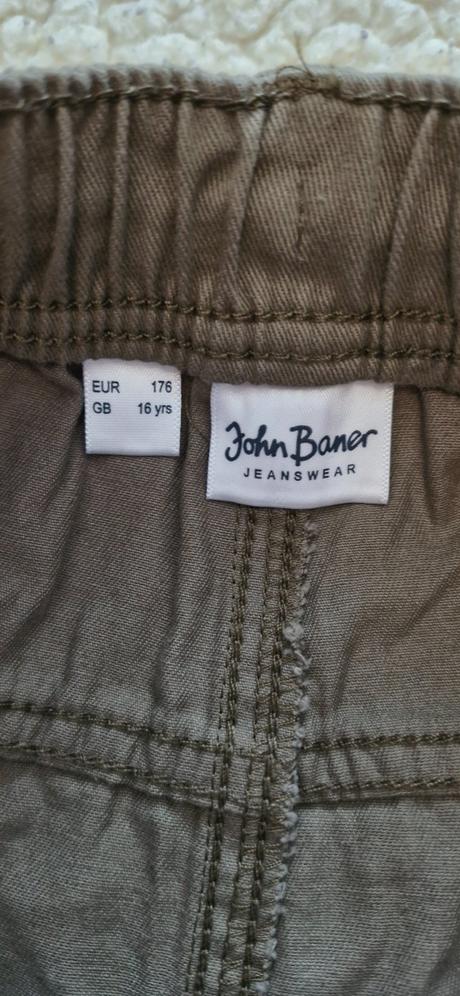 EUR 176
GB 16 yrs
John Baner
JEANSWEAR